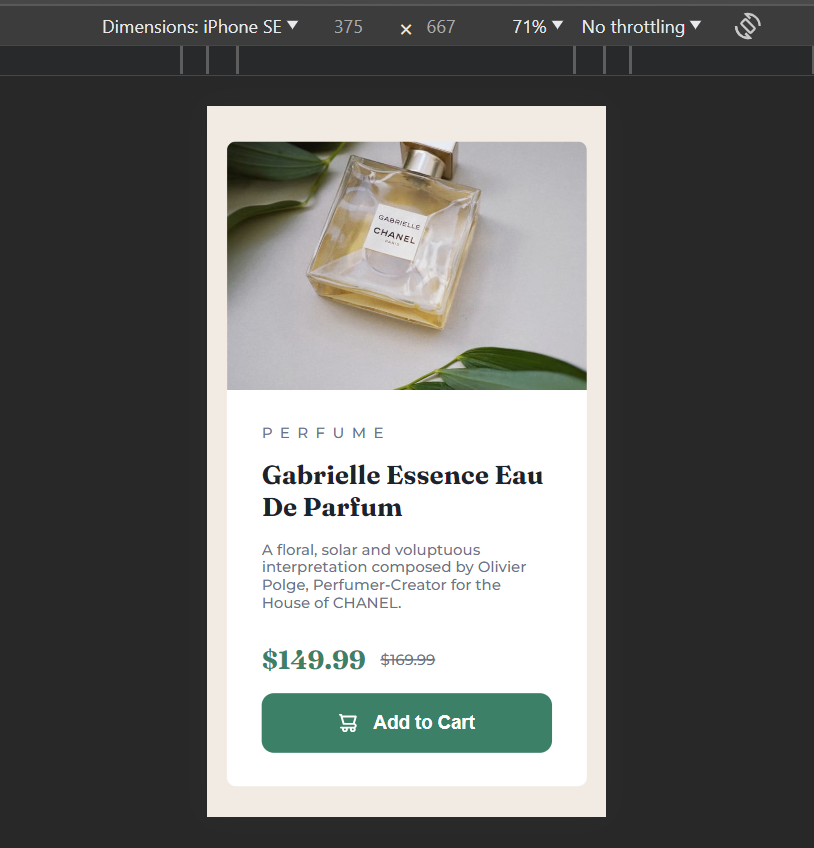 Dimensions: iPhone SE ▼ 375 × 667 71% ▼ No throttling ▼
GABRIELLE
CHANEL
PARIS
PERFUME
Gabrielle Essence Eau
De Parfum
A floral, solar and voluptuous
interpretation composed by Olivier
Polge, Perfumer-Creator for the
House of CHANEL.
$149.99 $169.99
Add to Cart